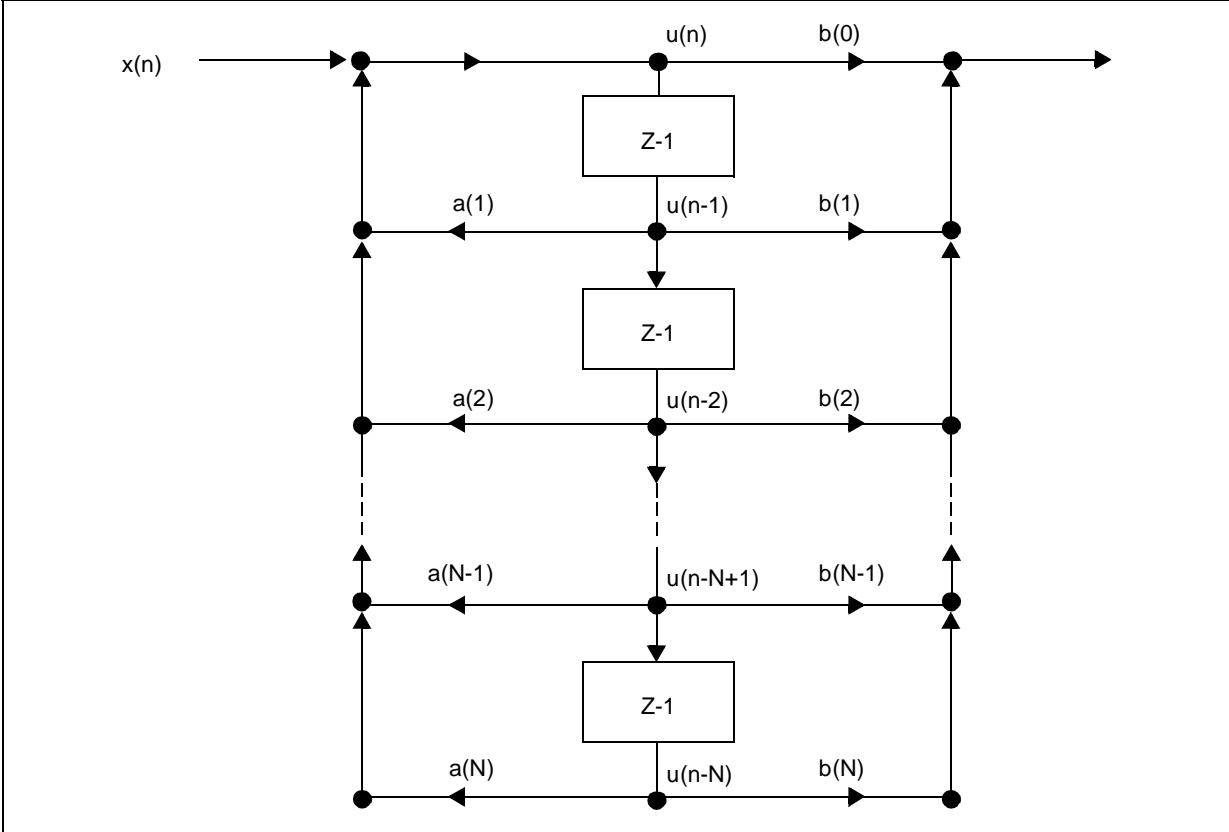 u(n) b(0)
x(n)
Z-1
a(1) u(n-1) b(1)
Z-1
a(2) u(n-2) b(2)
a(N-1) u(n-N+1) b(N-1)
Z-1
a(N) u(n-N) b(N)